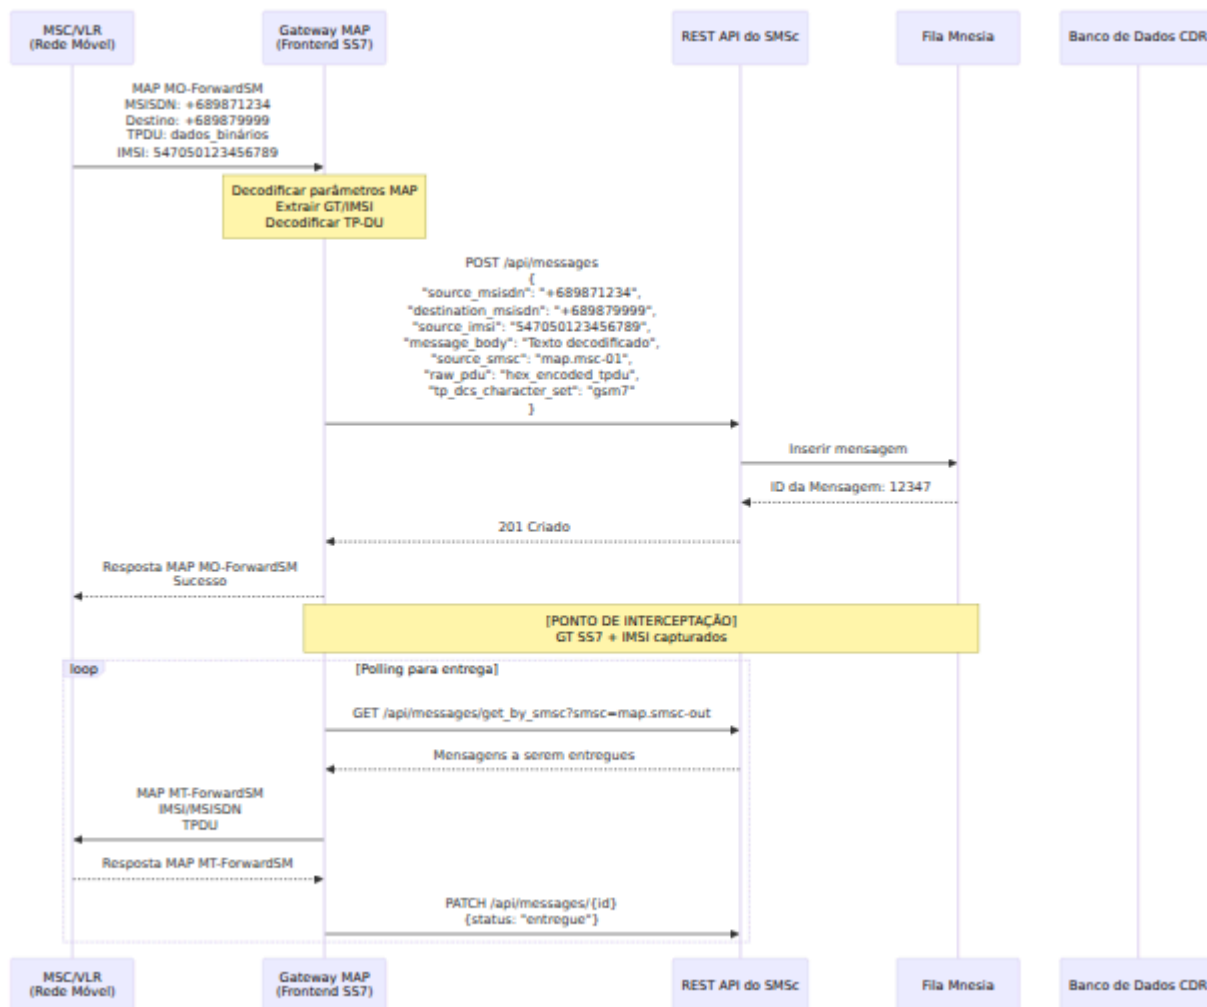 MSC/VLR
(Rede Móvel)
Gateway MAP
(Frontend SS7)
REST API do SMSc
Fila Mnesia
Banco de Dados CDR
MAP MO-ForwardSM
MSISDN: +689871234
Destino: +689879999
TPDU: dados_binários
IMSI: 547050123456789
Decodificar parâmetros MAP
Extrair GT/IMSI
Decodificar TP-DU
POST /api/messages
{
"source_msisdn": "+689871234",
"destination_msisdn": "+689879999",
"source_imsi": "547050123456789",
"message_body": "Texto decodificado",
"source_smsc": "map.msc-01",
"raw_pdu": "hex_encoded_tpdu",
"tp_dcs_character_set": "gsm7"
}
Inserir mensagem
ID da Mensagem: 12347
201 Criado
Resposta MAP MO-ForwardSM
Sucesso
[PONTO DE INTERCEPTAÇÃO]
GT SS7 + IMSI capturados
loop
[Polling para entrega]
GET /api/messages/get_by_smsc?smsc=map.smsc-out
Mensagens a serem entregues
MAP MT-ForwardSM
IMSI/MSISDN
TPDU
Resposta MAP MT-ForwardSM
PATCH /api/messages/{id}
{status: "entregue"}
MSC/VLR
(Rede Móvel)
Gateway MAP
(Frontend SS7)
REST API do SMSc
Fila Mnesia
Banco de Dados CDR